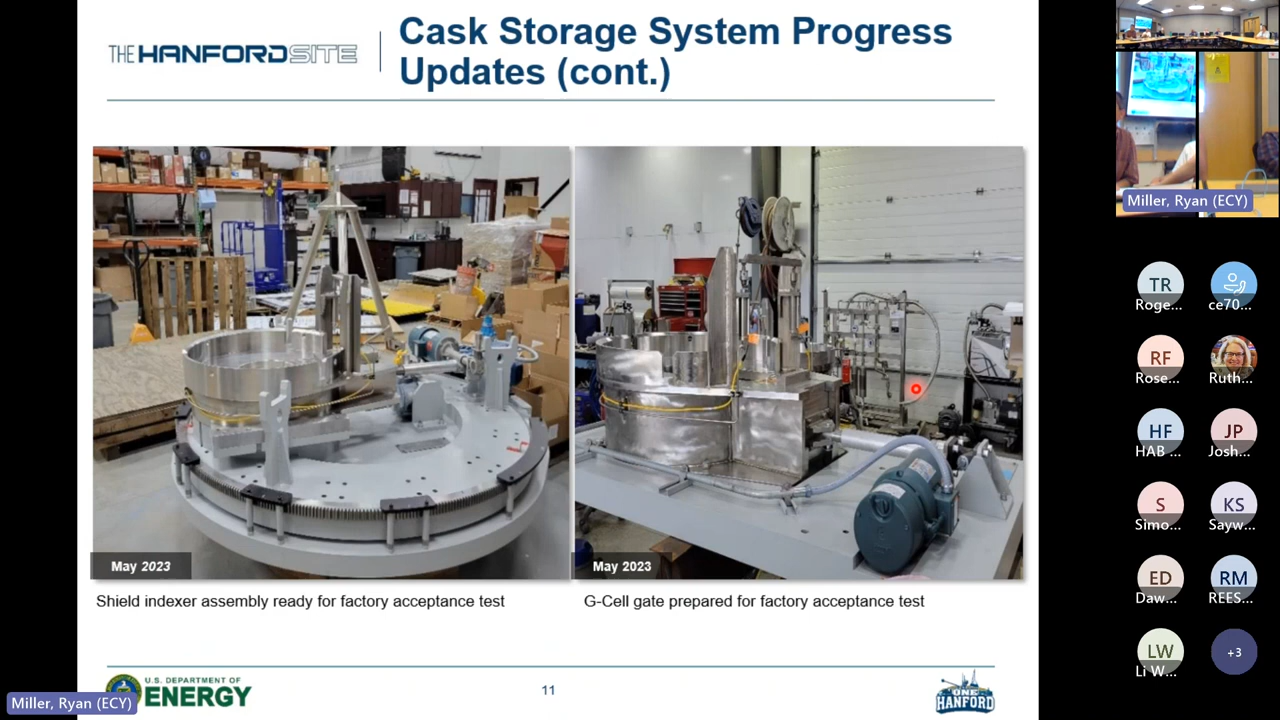 THE HANFORDSITE
Cask Storage System Progress
Updates (cont.)
May 2023
May 2023
Shield indexer assembly ready for factory acceptance test
G-Cell gate prepared for factory acceptance test
U.S. DEPARTMENT OF
ENERGY
11
ONE
HANFORD
Miller, Ryan (ECY)
Miller, Ryan (ECY)
TR
Roge...
ce70...
RF
Rose...
Ruth...
HF
HAB ...
JP
Josh...
S
Simo...
KS
Sayw...
ED
Daw...
RM
REES...
LW
Li W...
+3